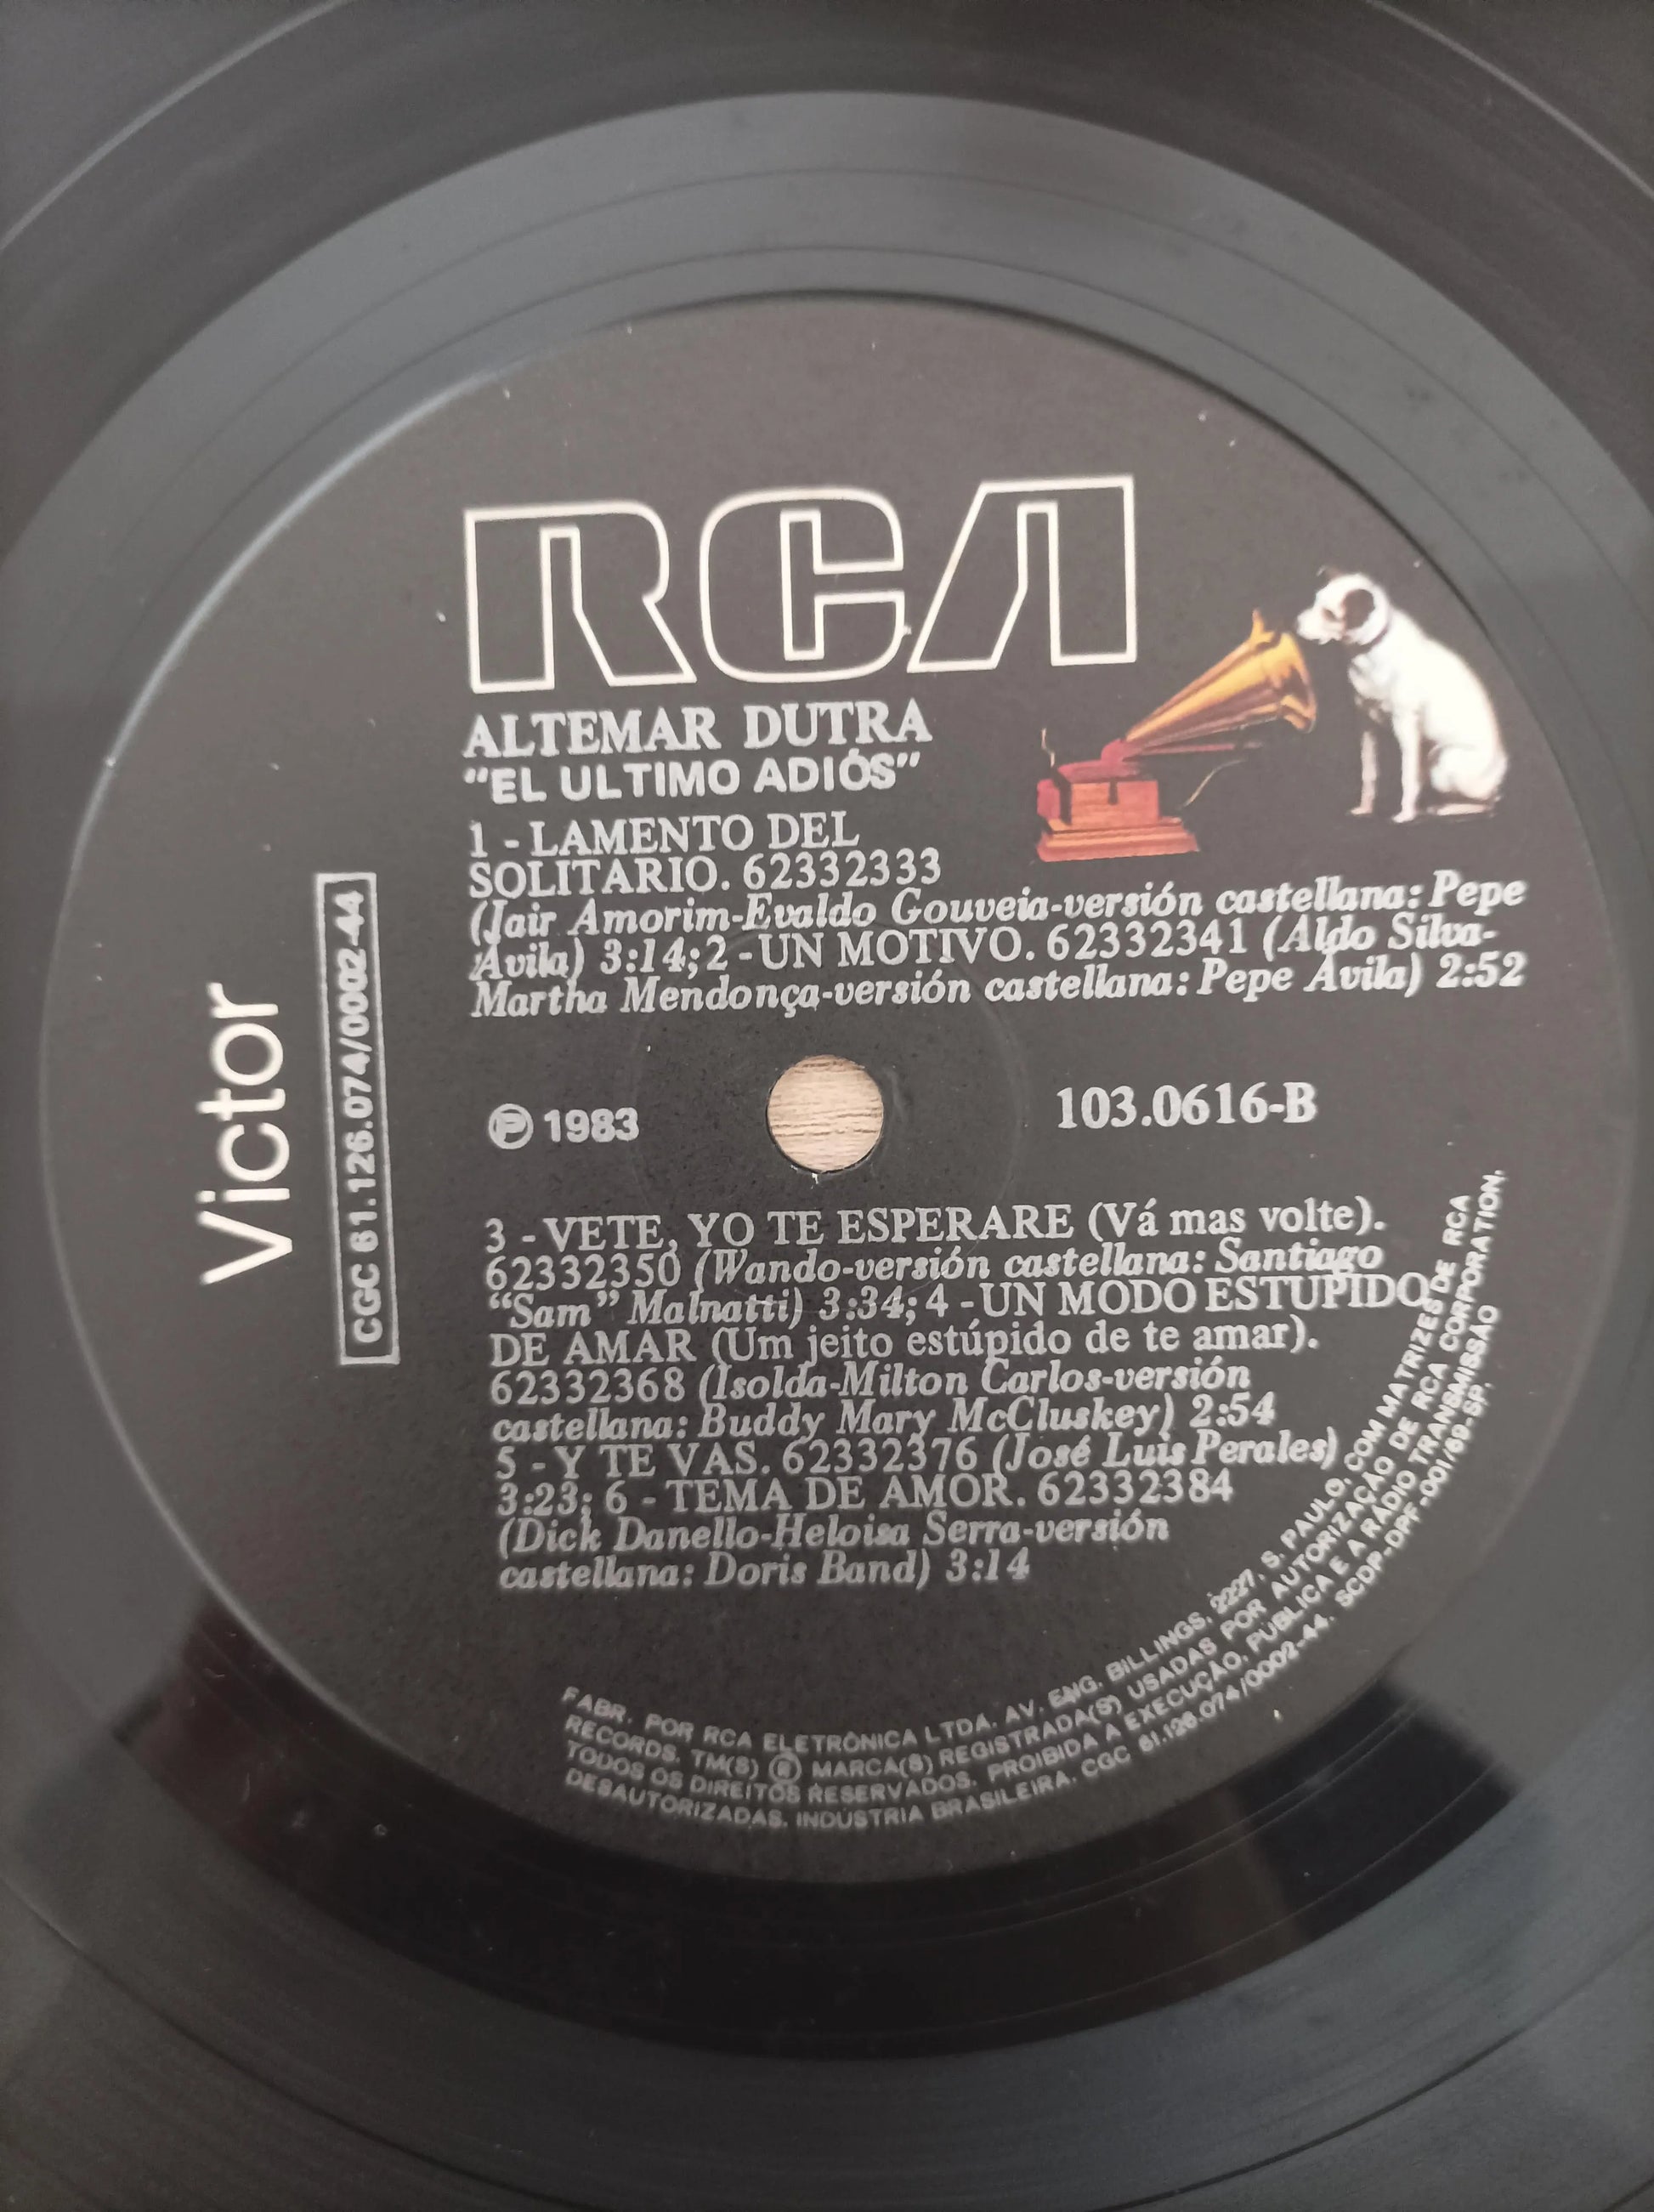 RCA
ALTEMAR DUTRA
"EL ULTIMO ADIÓS"
1 - LAMENTO DEL
SOLITARIO. 62332333
(Jair Amorim-Evaldo Gouveia-versión castellana: Pepe
Ávila) 3:14; 2 - UN MOTIVO. 62332341 (Aldo Silva-
Martha Mendonça-versión castellana: Pepe Ávila) 2:52
Victor
CGC 61.126.074/0002-44
Ⓟ 1983
103.0616-B
3 - VETE, YO TE ESPERARE (Vá mas volte).
62332350 (Wando-versión castellana: Santiago
"Sam" Malnatti) 3:34; 4 - UN MODO ESTUPIDO
DE AMAR (Um jeito estúpido de te amar).
62332368 (Isolda-Milton Carlos-versión
castellana: Buddy Mary McCluskey) 2:54
5 - Y TE VAS. 62332376 (José Luis Perales)
3:23; 6 - TEMA DE AMOR. 62332384
(Dick Danello-Heloisa Serra-versión
castellana: Doris Band) 3:14
FABR. POR RCA ELETRÔNICA LTDA. AV. ENG. BILLINGS, 2227, S. PAULO, COM MATRIZES DE RCA
RECORDS. TM(S) ® MARCA(S) REGISTRADA(S) USADAS POR AUTORIZAÇÃO DE RCA CORPORATION.
TODOS OS DIREITOS RESERVADOS. PROIBIDA A EXECUÇÃO, PÚBLICA E A RÁDIO TRANSMISSÃO
DESAUTORIZADAS. INDÚSTRIA BRASILEIRA. CGC 61.126.074/0002-44. SCDP-DPF-001/69-SP.